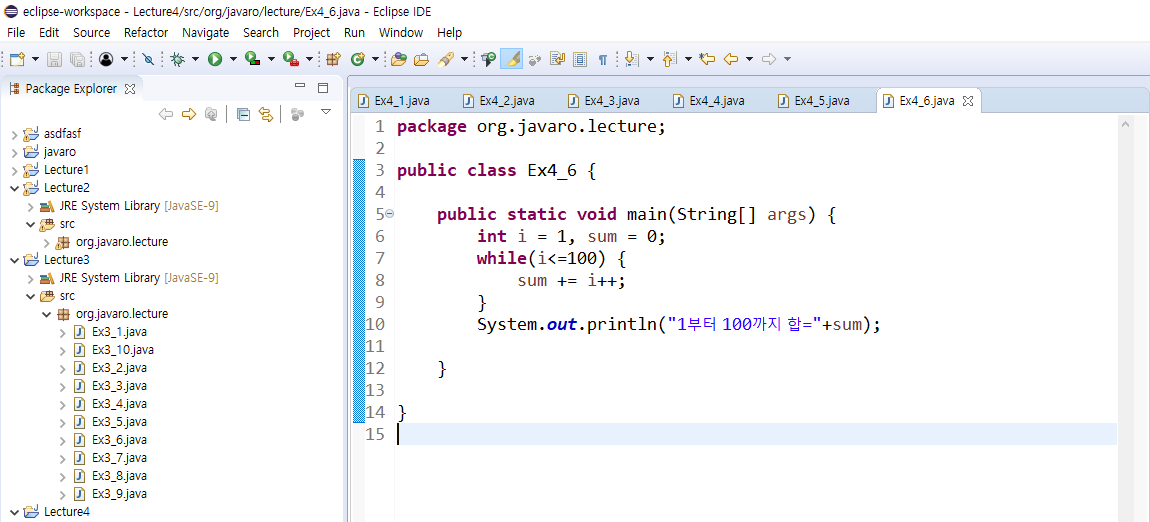 eclipse-workspace - Lecture4/src/org/javaro/lecture/Ex4_6.java - Eclipse IDE
File Edit Source Refactor Navigate Search Project Run Window Help
Package Explorer
asdfasf
javaro
Lecture1
Lecture2
JRE System Library [JavaSE-9]
src
org.javaro.lecture
Lecture3
JRE System Library [JavaSE-9]
src
org.javaro.lecture
Ex3_1.java
Ex3_10.java
Ex3_2.java
Ex3_3.java
Ex3_4.java
Ex3_5.java
Ex3_6.java
Ex3_7.java
Ex3_8.java
Ex3_9.java
Lecture4
Ex4_1.java Ex4_2.java Ex4_3.java Ex4_4.java Ex4_5.java Ex4_6.java
1 package org.javaro.lecture;
2
3 public class Ex4_6 {
4
5 public static void main(String[] args) {
6 int i = 1, sum = 0;
7 while(i<=100) {
8 sum += i++;
9 }
10 System.out.println("1부터 100까지 합="+sum);
11
12 }
13
14 }
15